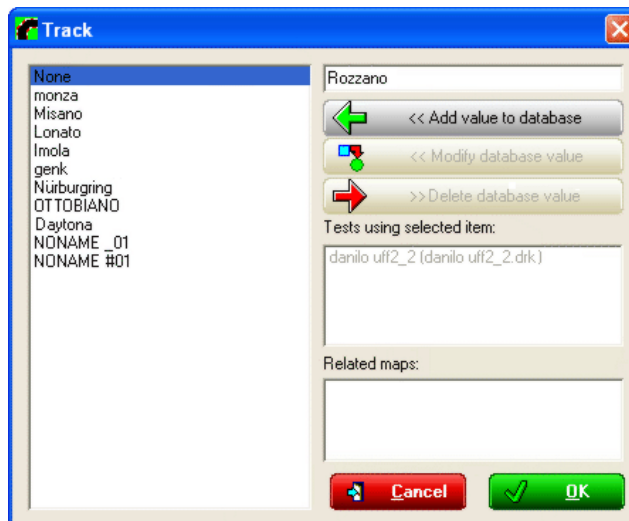 Track
None
monza
Misano
Lonato
Imola
genk
Nürburgring
OTTOBIANO
Daytona
NONAME _01
NONAME #01
Rozzano
<< Add value to database
<< Modify database value
>> Delete database value
Tests using selected item:
danilo uff2_2 (danilo uff2_2.drk)
Related maps:
Cancel
OK